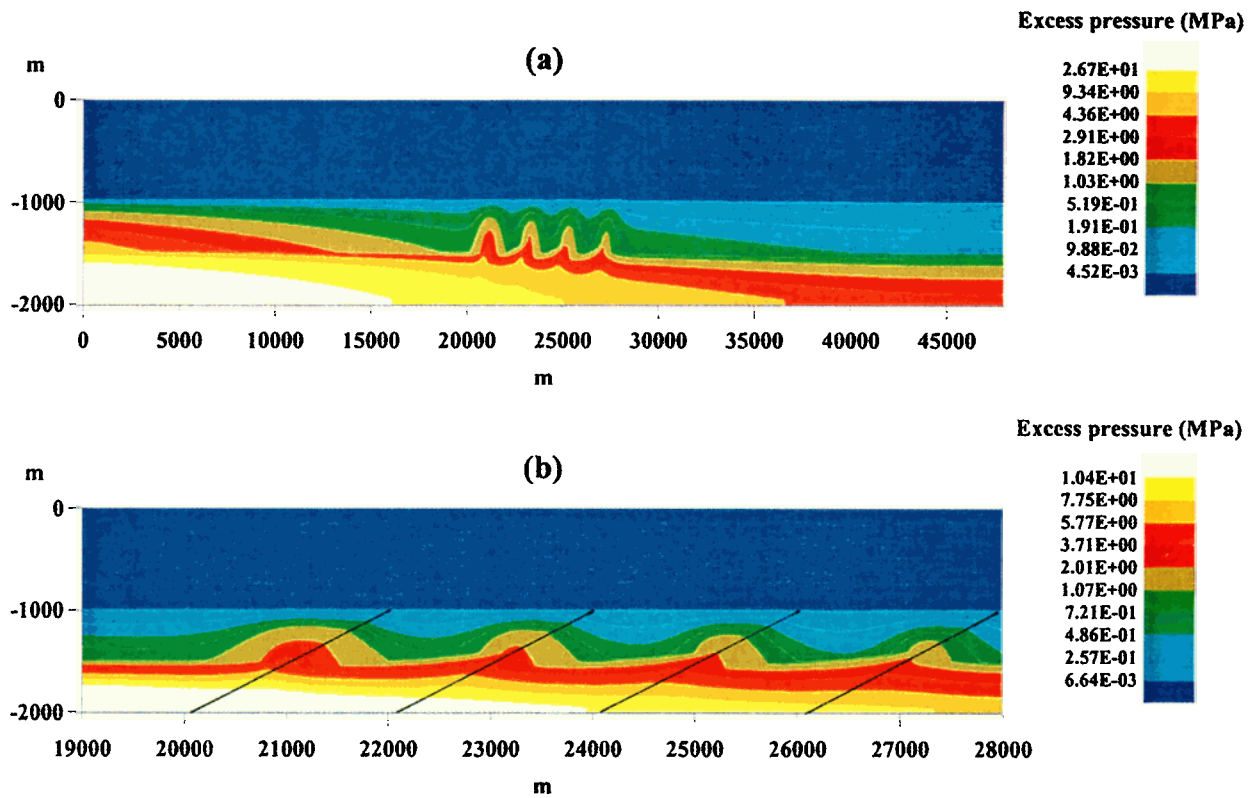 Excess pressure (MPa)
(a)
m
2.67E+01
9.34E+00
4.36E+00
2.91E+00
1.82E+00
1.03E+00
5.19E-01
1.91E-01
9.88E-02
4.52E-03
0
-1000
-2000
0 5000 10000 15000 20000 25000 30000 35000 40000 45000
m
Excess pressure (MPa)
(b)
m
1.04E+01
7.75E+00
5.77E+00
3.71E+00
2.01E+00
1.07E+00
7.21E-01
4.86E-01
2.57E-01
6.64E-03
0
-1000
-2000
19000 20000 21000 22000 23000 24000 25000 26000 27000 28000
m